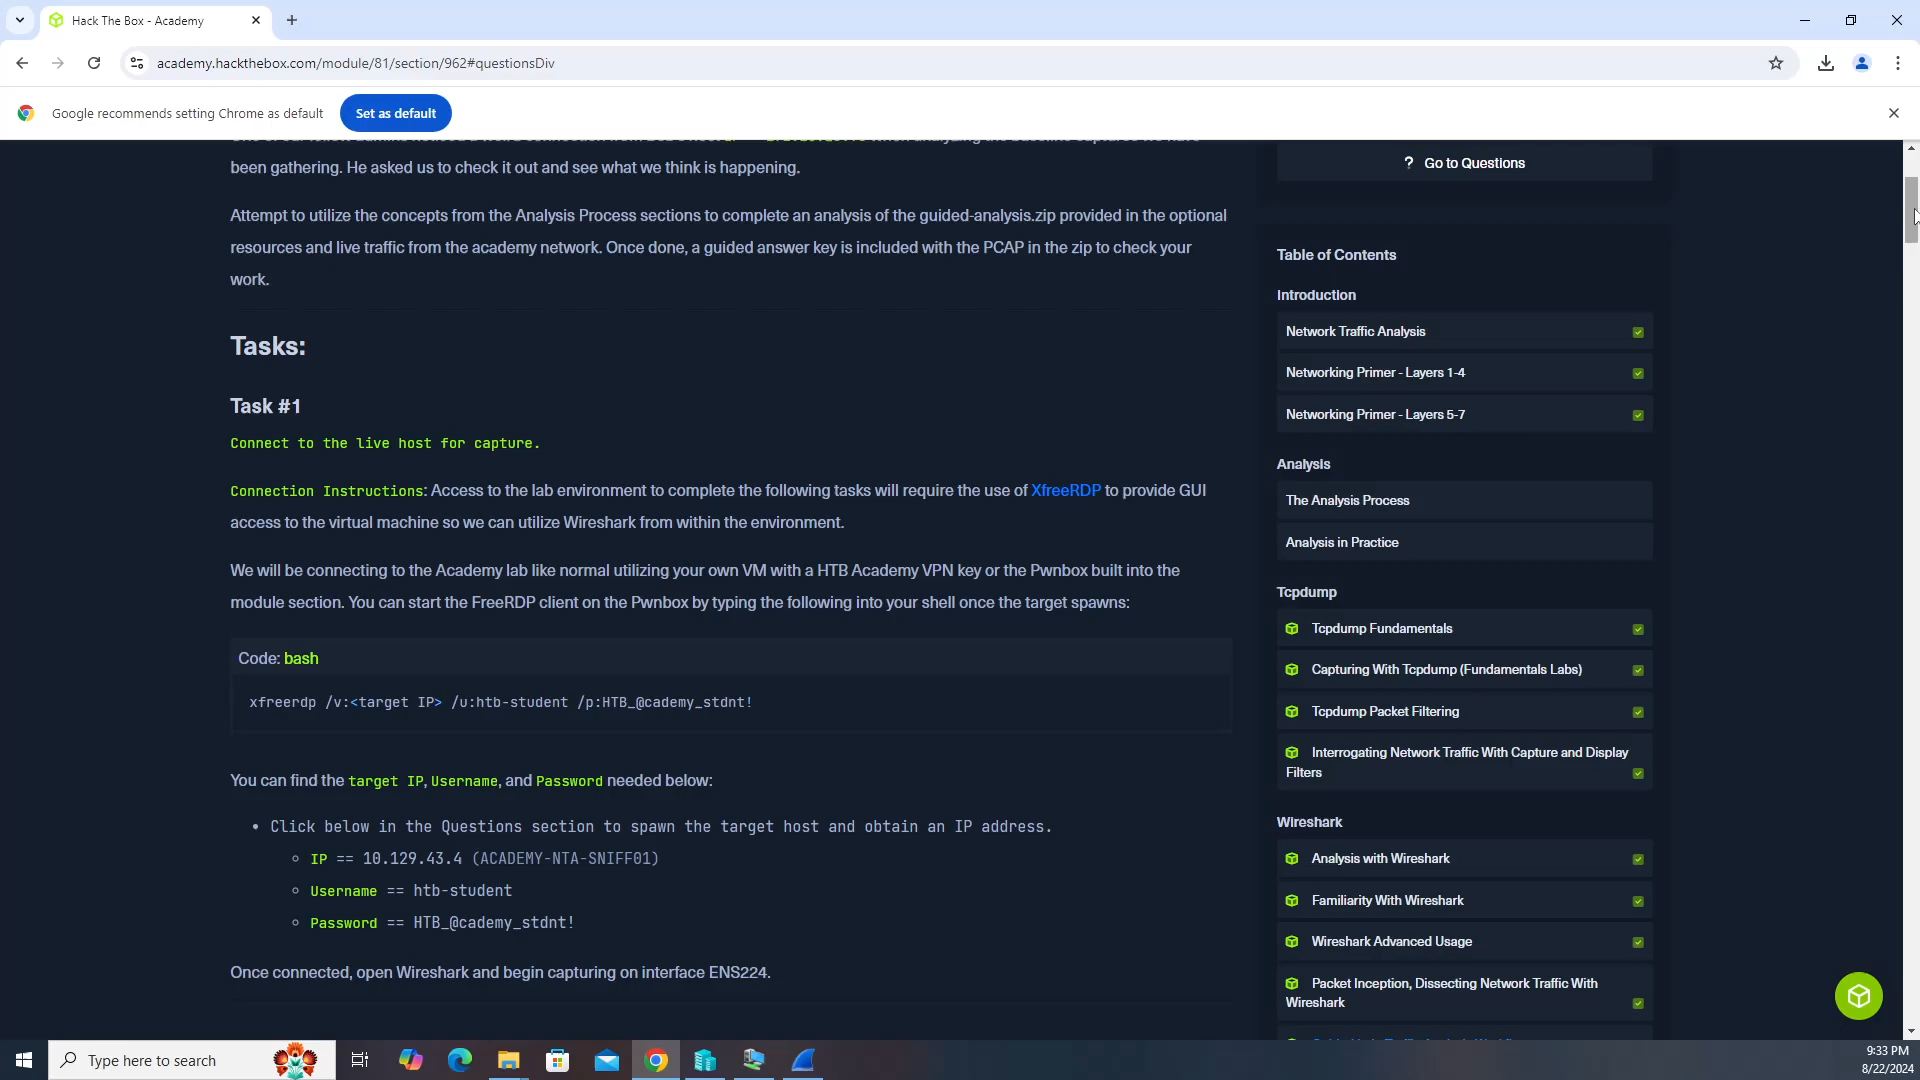 Hack The Box - Academy
academy.hackthebox.com/module/81/section/962#questionsDiv
Google recommends setting Chrome as default
Set as default
been gathering. He asked us to check it out and see what we think is happening.
Attempt to utilize the concepts from the Analysis Process sections to complete an analysis of the guided-analysis.zip provided in the optional
resources and live traffic from the academy network. Once done, a guided answer key is included with the PCAP in the zip to check your
work.
Tasks:
Task #1
Connect to the live host for capture.
Connection Instructions: Access to the lab environment to complete the following tasks will require the use of XfreeRDP to provide GUI
access to the virtual machine so we can utilize Wireshark from within the environment.
We will be connecting to the Academy lab like normal utilizing your own VM with a HTB Academy VPN key or the Pwnbox built into the
module section. You can start the FreeRDP client on the Pwnbox by typing the following into your shell once the target spawns:
Code: bash
xfreerdp /v:<target IP> /u:htb-student /p:HTB_@cademy_stdnt!
You can find the target IP, Username, and Password needed below:
• Click below in the Questions section to spawn the target host and obtain an IP address.
◦ IP == 10.129.43.4 (ACADEMY-NTA-SNIFF01)
◦ Username == htb-student
◦ Password == HTB_@cademy_stdnt!
Once connected, open Wireshark and begin capturing on interface ENS224.
? Go to Questions
Table of Contents
Introduction
Network Traffic Analysis
Networking Primer - Layers 1-4
Networking Primer - Layers 5-7
Analysis
The Analysis Process
Analysis in Practice
Tcpdump
Tcpdump Fundamentals
Capturing With Tcpdump (Fundamentals Labs)
Tcpdump Packet Filtering
Interrogating Network Traffic With Capture and Display
Filters
Wireshark
Analysis with Wireshark
Familiarity With Wireshark
Wireshark Advanced Usage
Packet Inception, Dissecting Network Traffic With
Wireshark
Type here to search
9:33 PM
8/22/2024